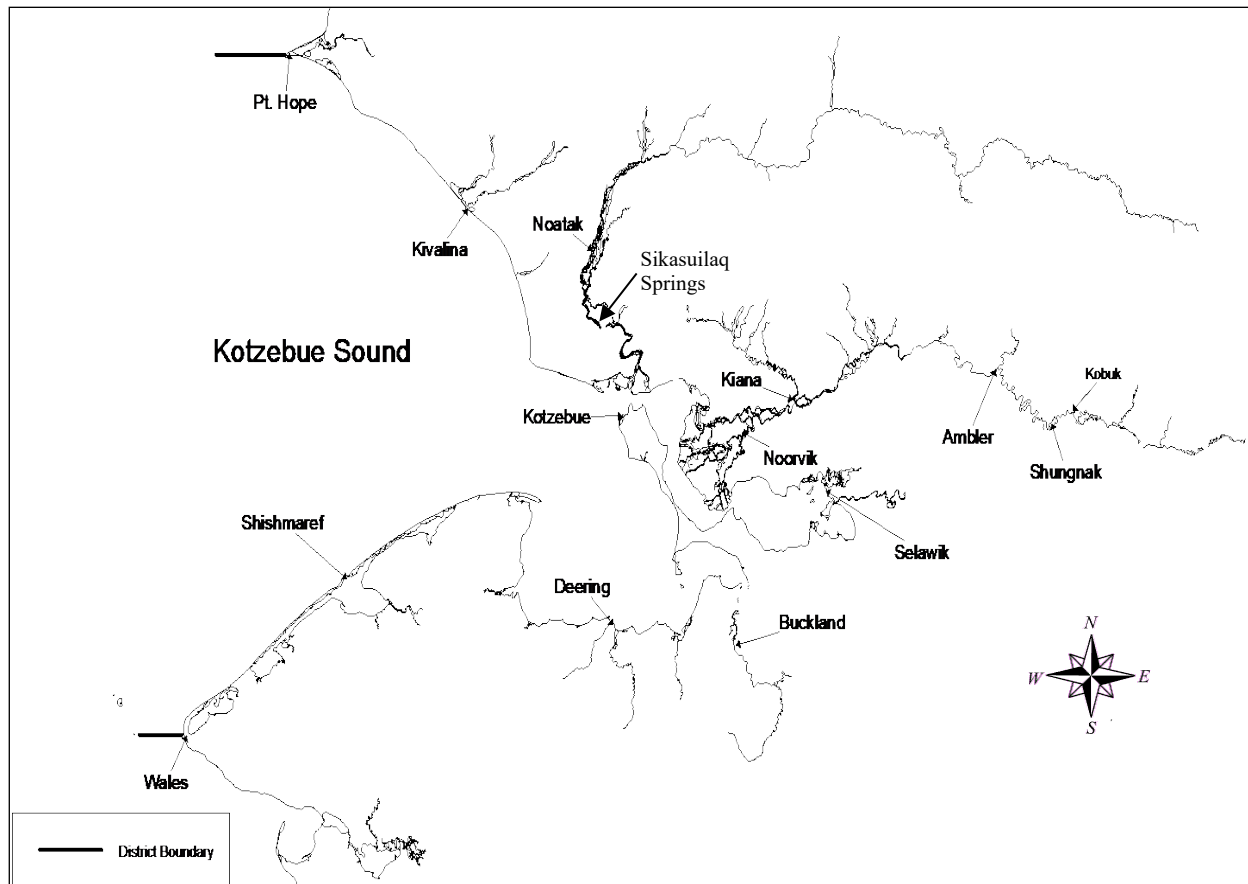 Pt. Hope
Kivalina
Noatak
Sikasuilaq
Springs
Kotzebue Sound
Kiana
Kobuk
Kotzebue
Ambler
Noorvik
Shungnak
Shishmaref
Selawik
Deering
Buckland
N
W
E
S
Wales
District Boundary